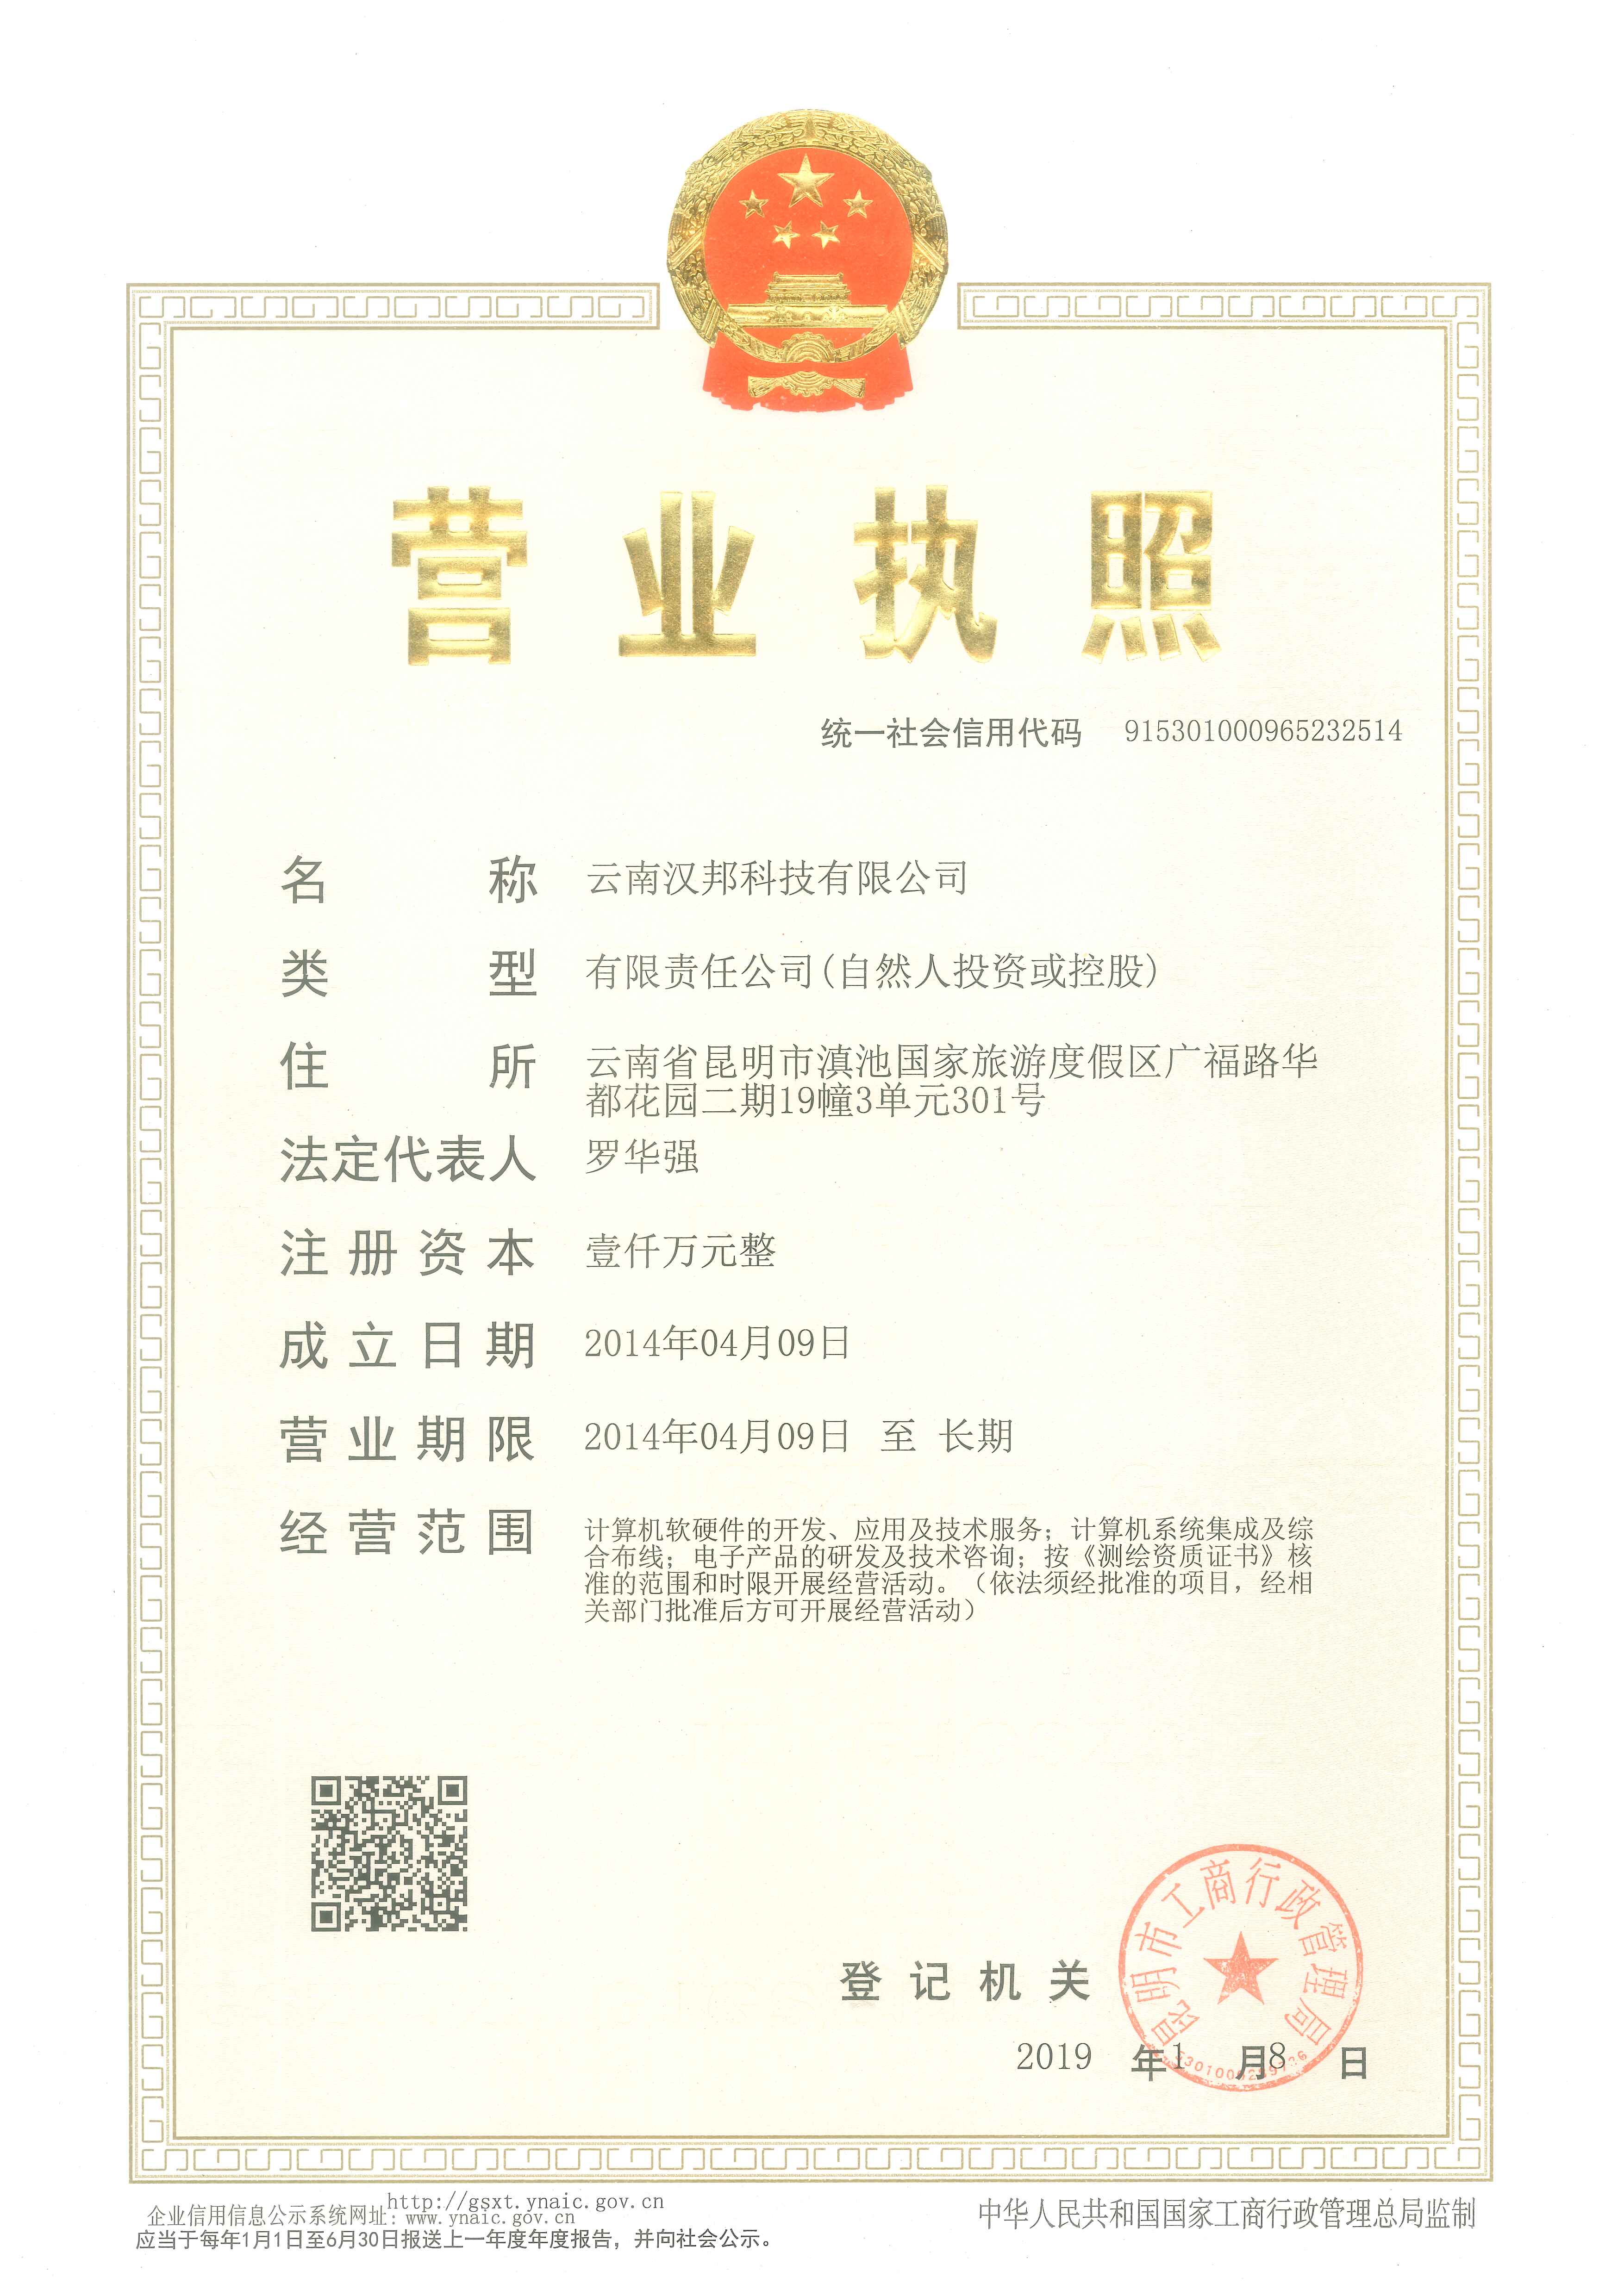 营业执照
统一社会信用代码 915301000965232514
名称 云南汉邦科技有限公司
类型 有限责任公司(自然人投资或控股)
住所 云南省昆明市滇池国家旅游度假区广福路华
都花园二期19幢3单元301号
法定代表人 罗华强
注册资本 壹仟万元整
成立日期 2014年04月09日
营业期限 2014年04月09日 至 长期
经营范围 计算机软硬件的开发、应用及技术服务；计算机系统集成及综
合布线；电子产品的研发及技术咨询；按《测绘资质证书》核
准的范围和时限开展经营活动。（依法须经批准的项目，经相
关部门批准后方可开展经营活动）
昆明市工商行政管理局
登记机关
2019 年1 月8 日
http://gsxt.ynaic.gov.cn
企业信用信息公示系统网址: www.ynaic.gov.cn
应当于每年1月1日至6月30日报送上一年度年度报告，并向社会公示。
中华人民共和国国家工商行政管理总局监制